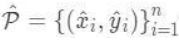 $\hat{\mathcal{P}} = \{(\hat{x}_i, \hat{y}_i)\}_{i=1}^{n}$